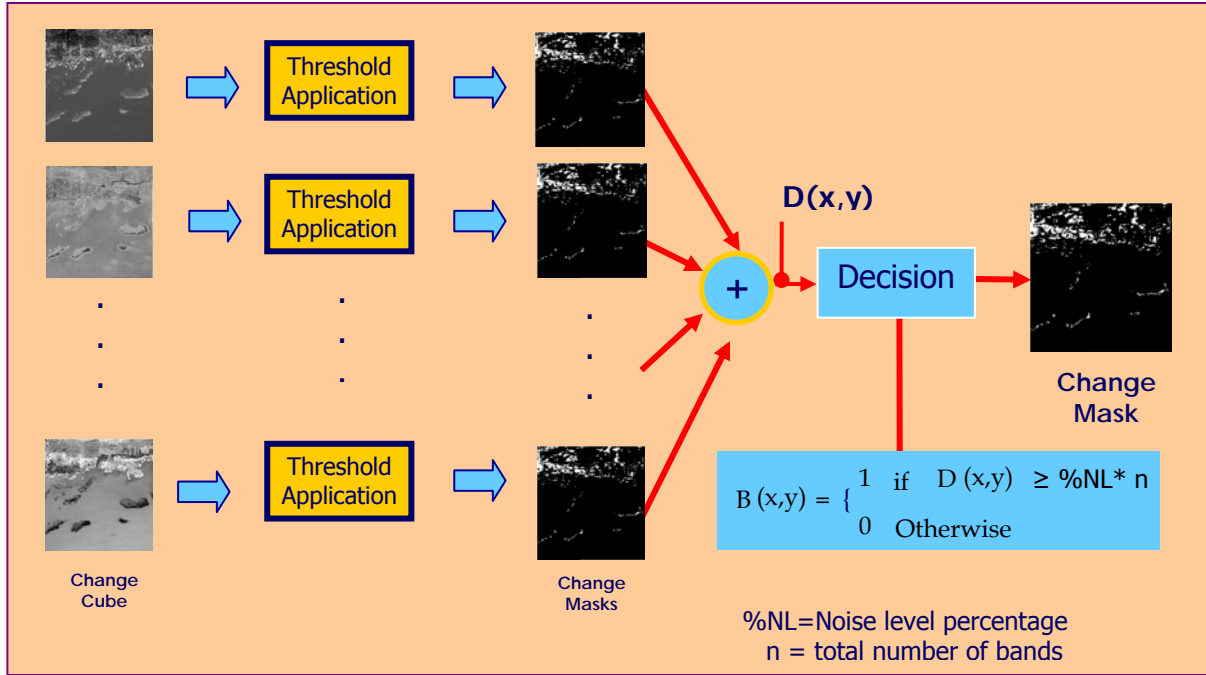 Threshold
Application
Threshold
Application
D(x,y)
+
Decision
.
.
.
.
.
.
.
.
.
Change
Mask
Threshold
Application
B (x,y) = { 1 if D (x,y) ≥ %NL* n
0 Otherwise
Change
Cube
Change
Masks
%NL=Noise level percentage
n = total number of bands